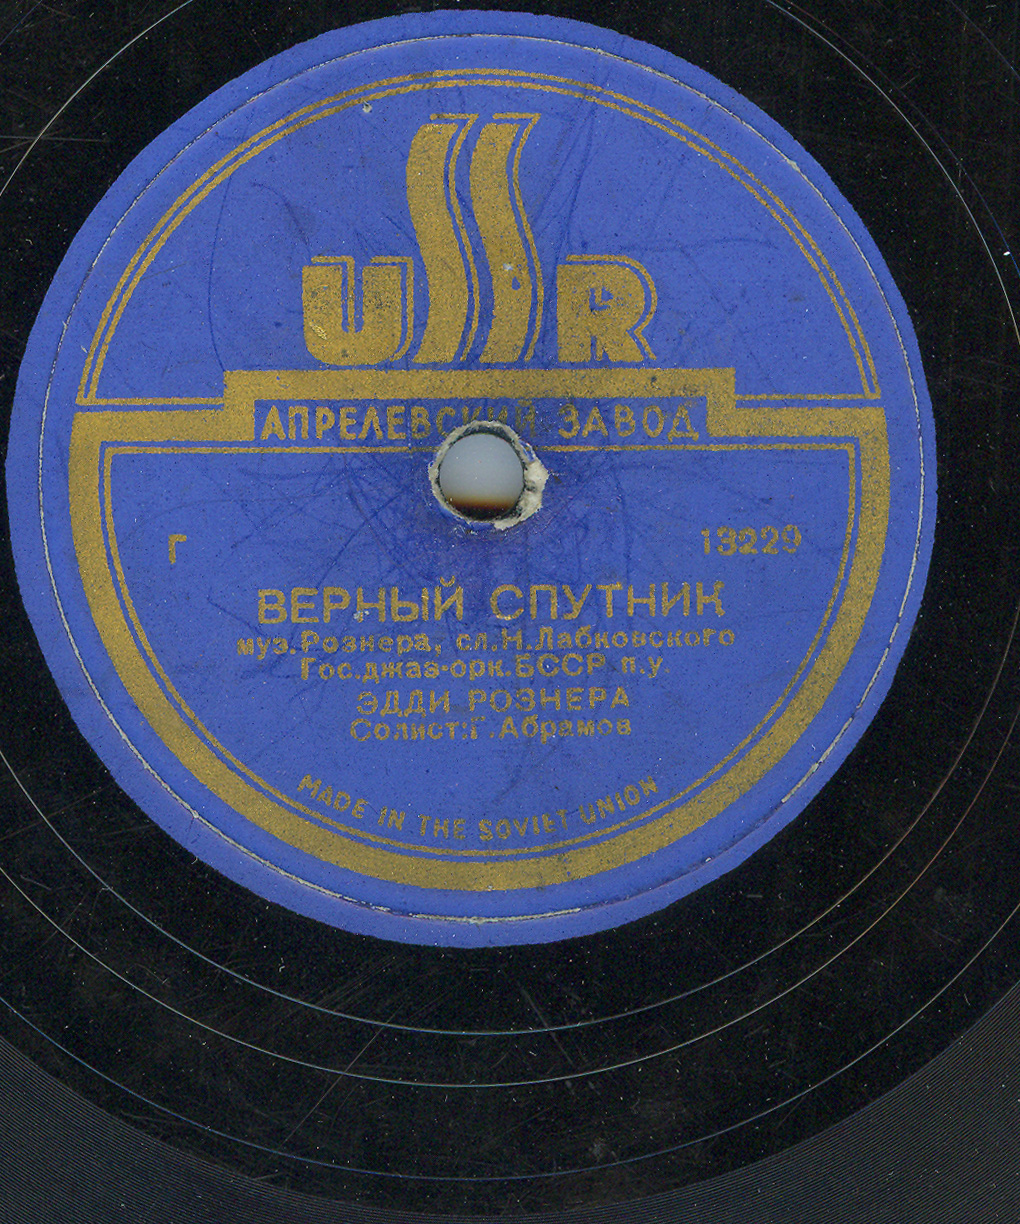 USSR
АПРЕЛЕВСКИЙ ЗАВОД
Г 13229
ВЕРНЫЙ СПУТНИК
муз.Рознера, сл.Н.Лабковского
Гос.джаз-орк.БССР п.у.
ЭДДИ РОЗНЕРА
Солист:Г.Абрамов
MADE IN THE SOVIET UNION